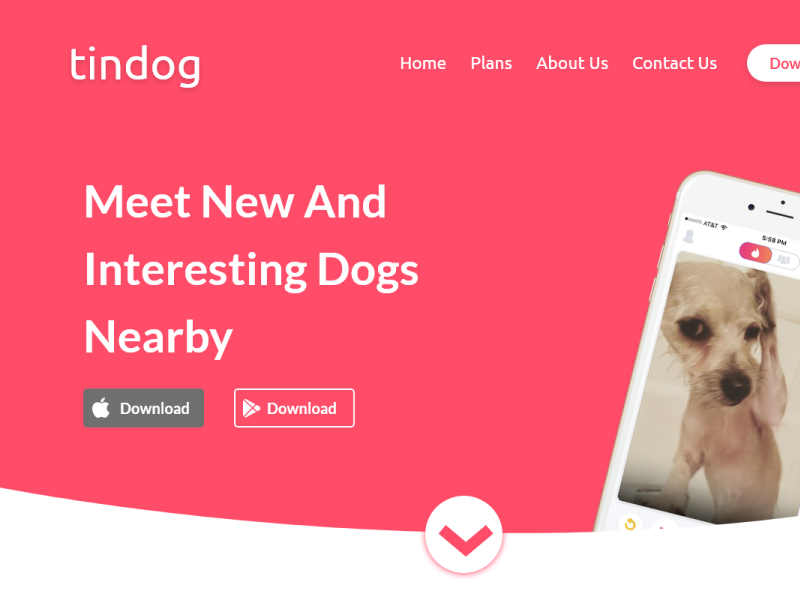 tindog
Home Plans About Us Contact Us Dow
Meet New And
Interesting Dogs
Nearby
Download Download
AT&T
5:58 PM